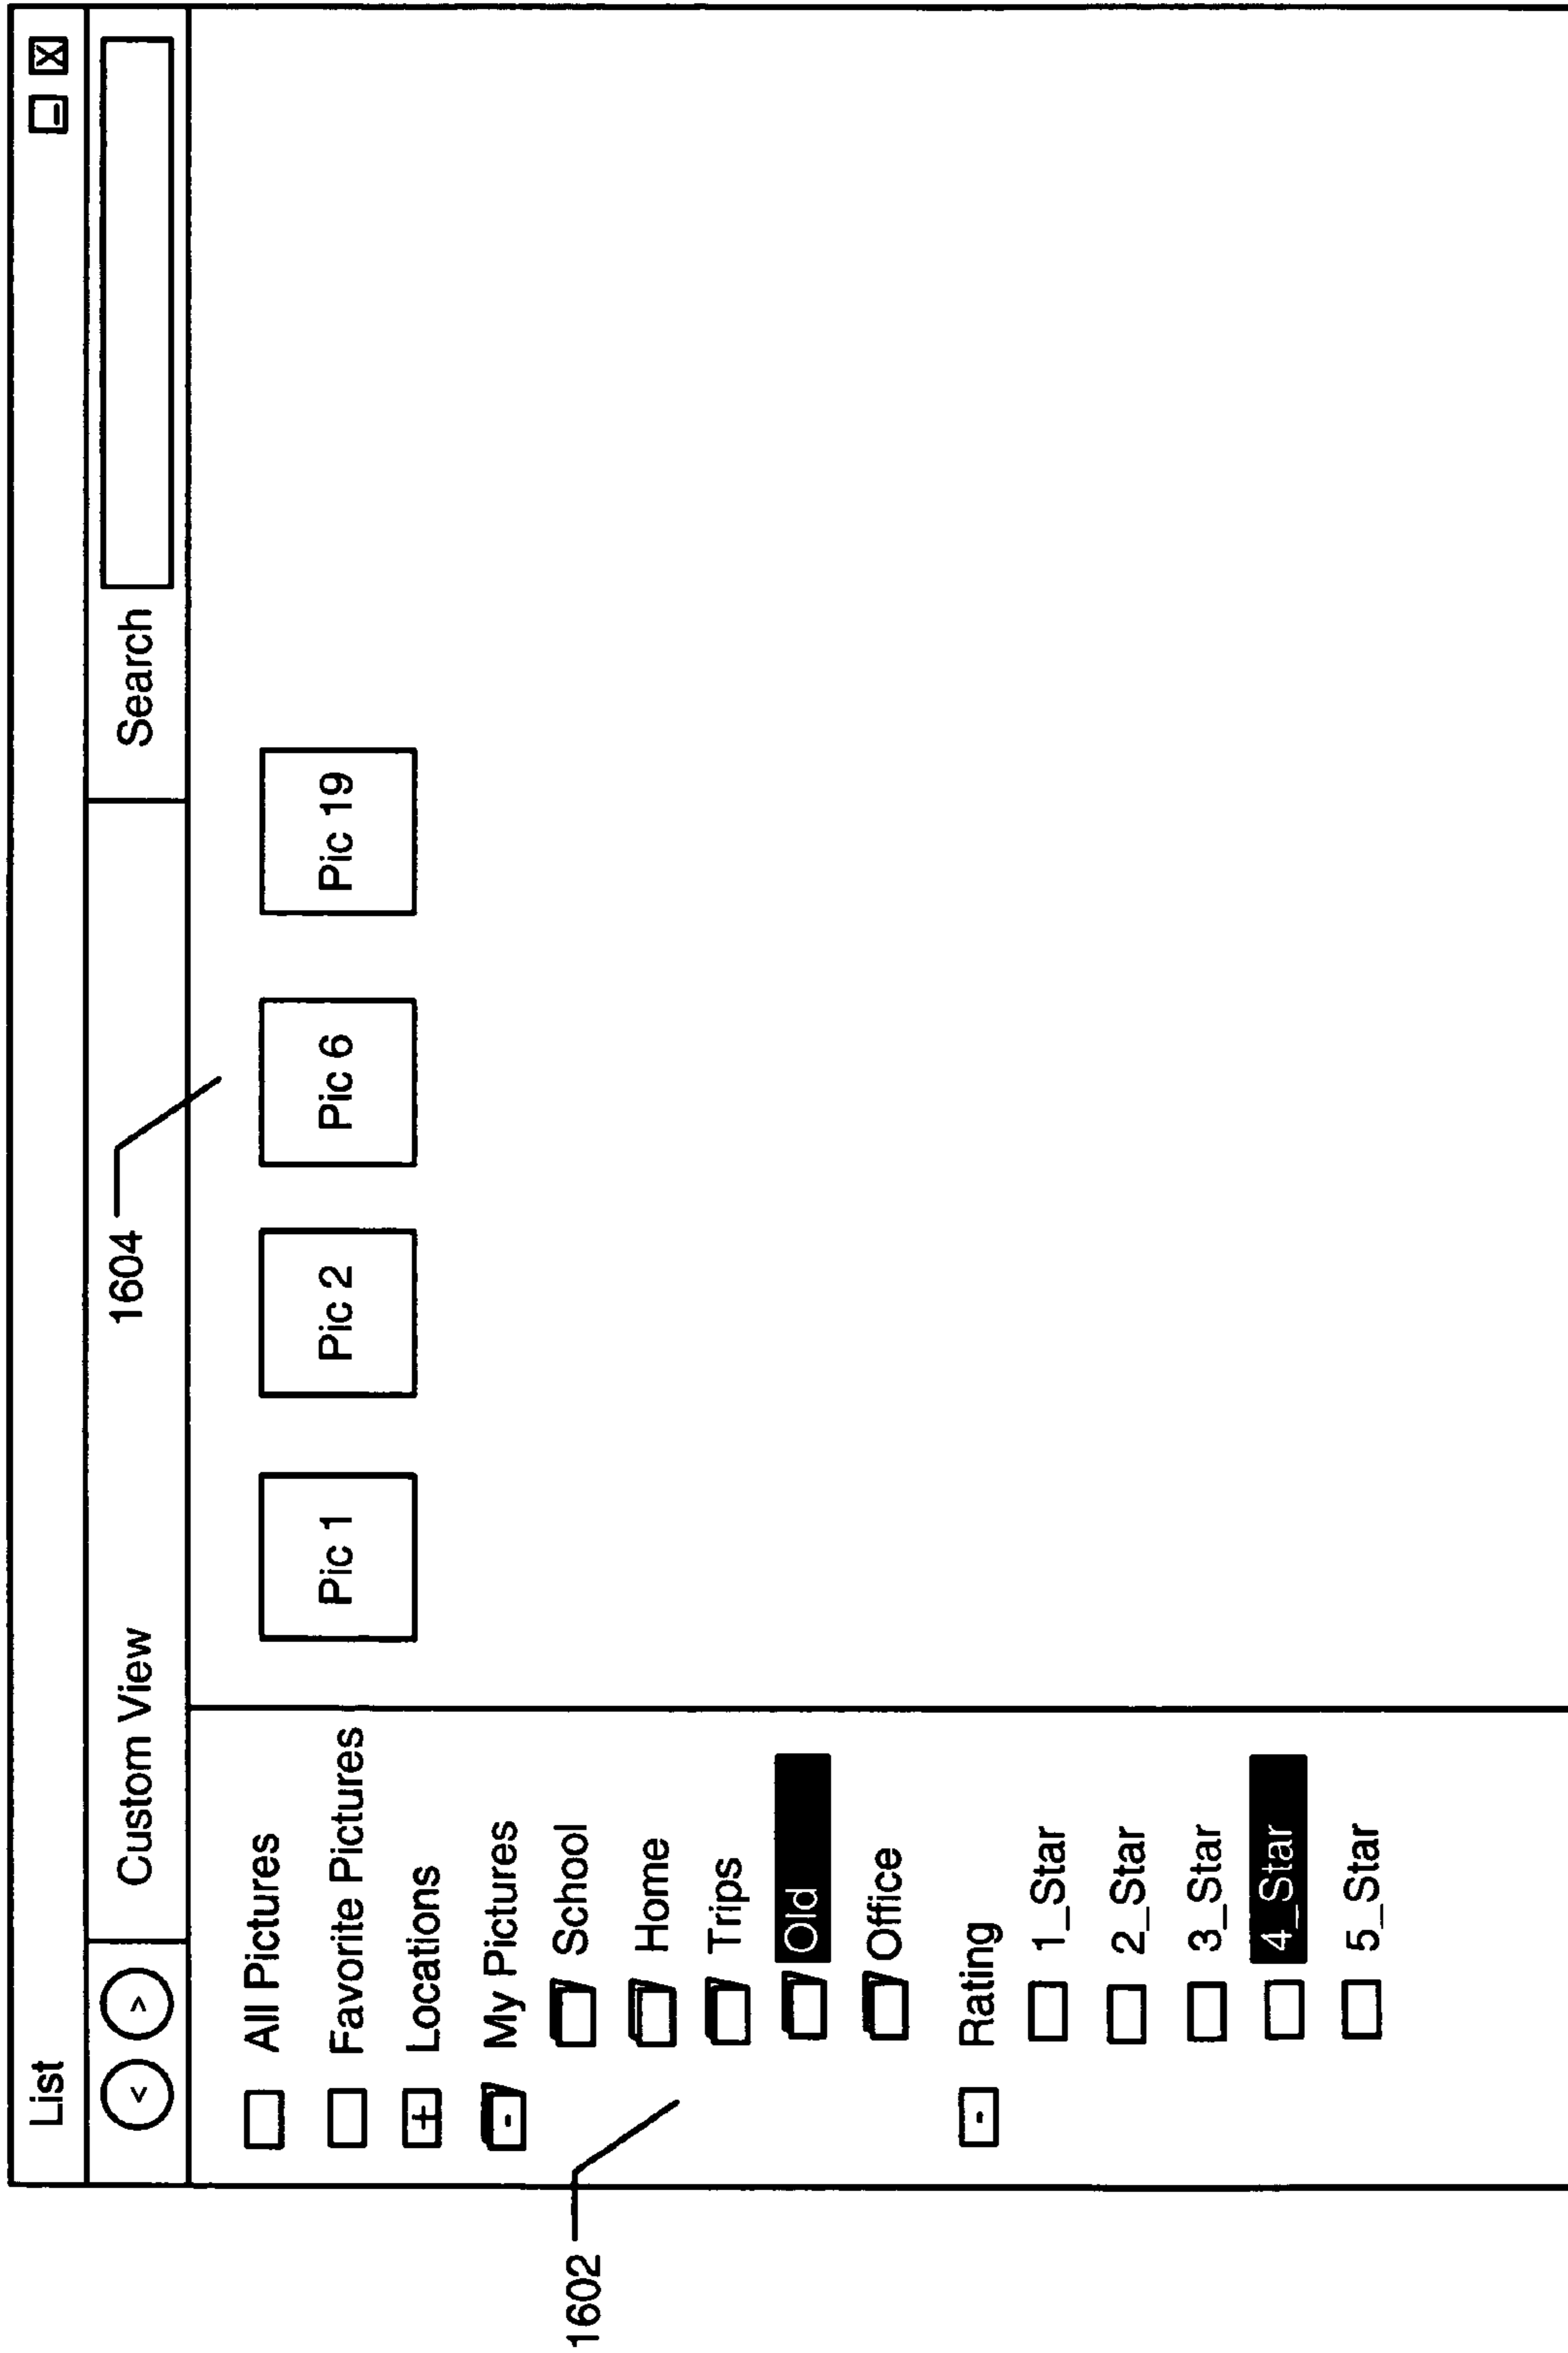 List
X
< > Custom View
Search
1604
All Pictures
Favorite Pictures
+ Locations
- My Pictures
School
Home
Trips
Old
Office
- Rating
1_Star
2_Star
3_Star
4_Star
5_Star
Pic 1
Pic 2
Pic 6
Pic 19
1602